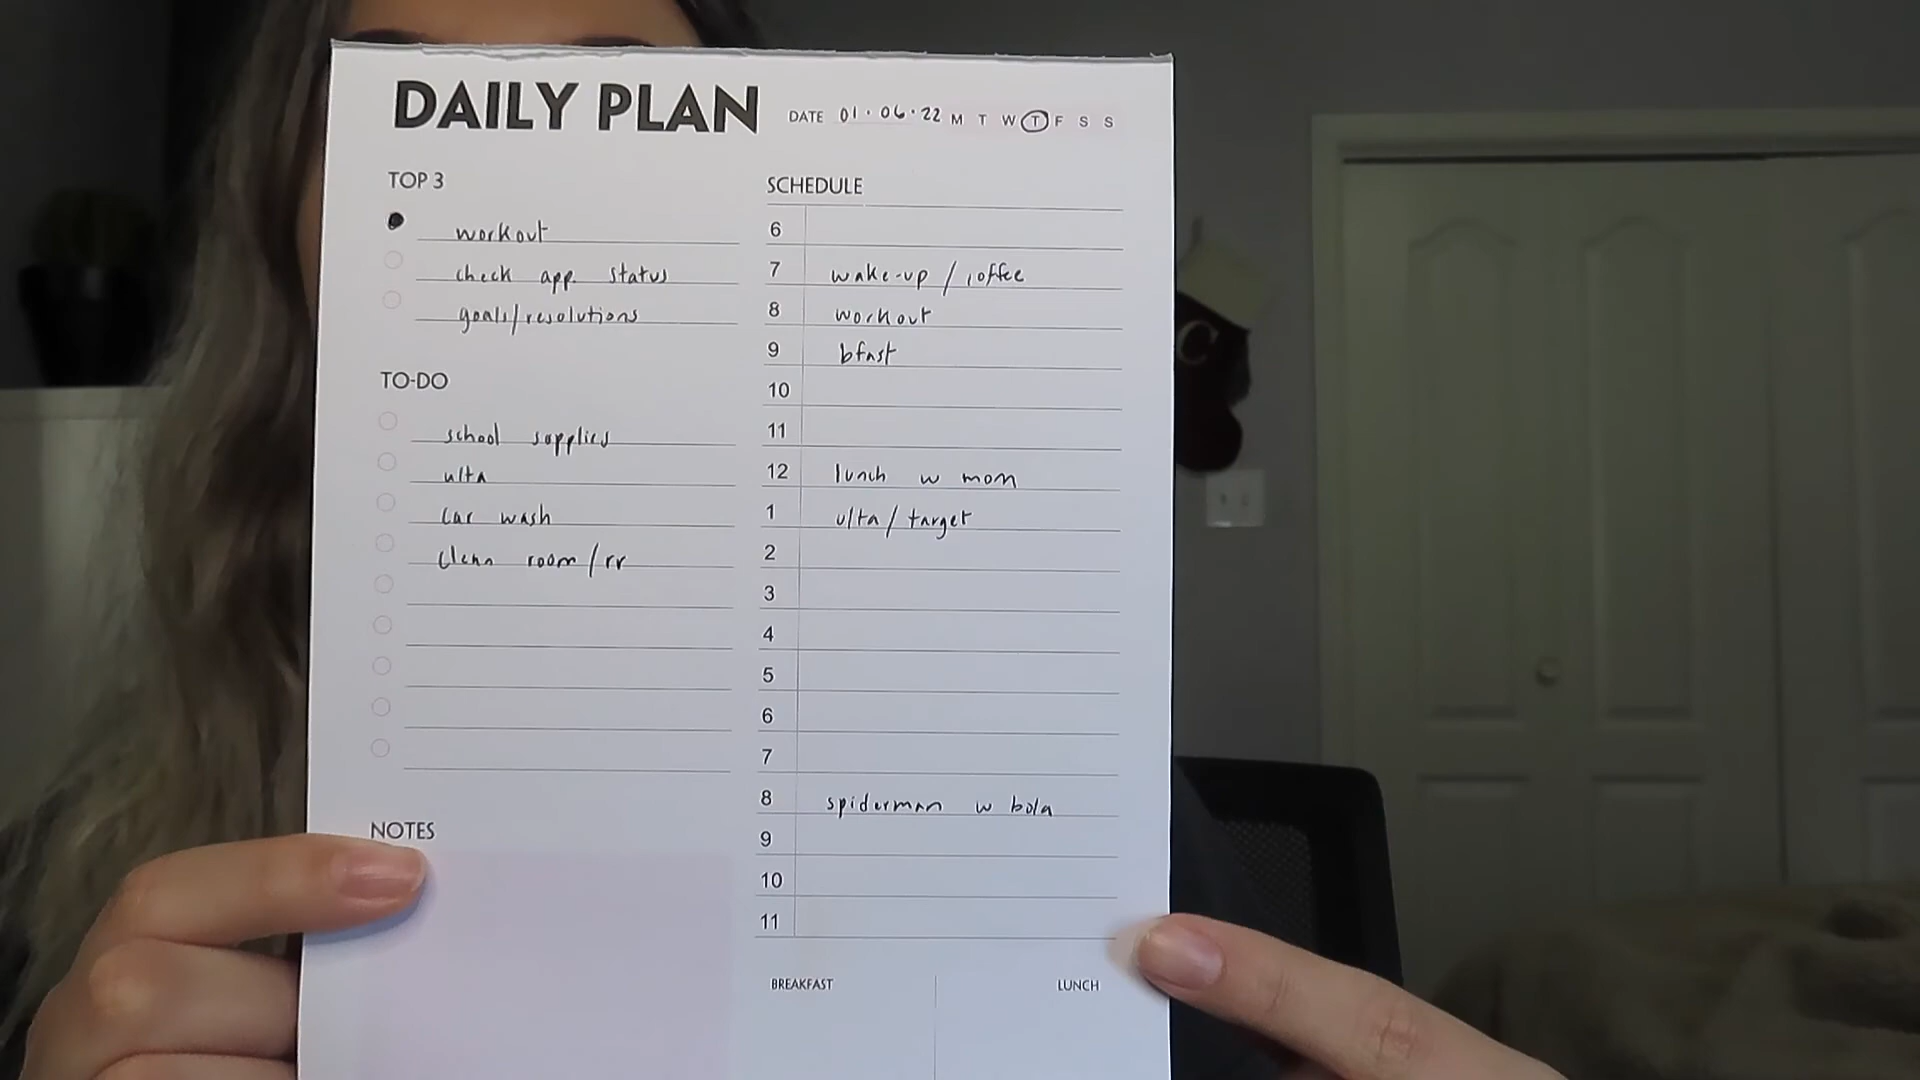 DAILY PLAN
DATE 01.06.22 M T W T F S S
TOP 3
workout
check app. status
goals/resolutions
TO-DO
school supplies
ulta
car wash
clean room/rr
NOTES
SCHEDULE
6
7 wake-up / coffee
8 workout
9 bfast
10
11
12 lunch w mom
1 ulta/target
2
3
4
5
6
7
8 spiderman w bola
9
10
11
BREAKFAST
LUNCH
C